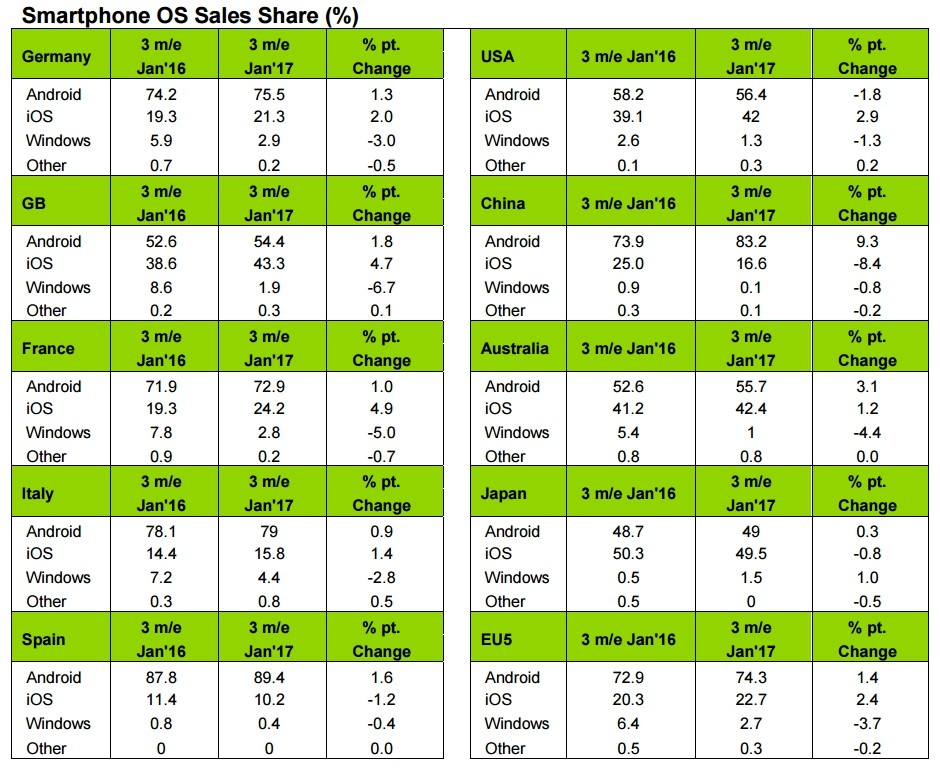 Smartphone OS Sales Share (%)
Germany 3 m/e Jan'16 3 m/e Jan'17 % pt. Change
Android 74.2 75.5 1.3
iOS 19.3 21.3 2.0
Windows 5.9 2.9 -3.0
Other 0.7 0.2 -0.5
GB 3 m/e Jan'16 3 m/e Jan'17 % pt. Change
Android 52.6 54.4 1.8
iOS 38.6 43.3 4.7
Windows 8.6 1.9 -6.7
Other 0.2 0.3 0.1
France 3 m/e Jan'16 3 m/e Jan'17 % pt. Change
Android 71.9 72.9 1.0
iOS 19.3 24.2 4.9
Windows 7.8 2.8 -5.0
Other 0.9 0.2 -0.7
Italy 3 m/e Jan'16 3 m/e Jan'17 % pt. Change
Android 78.1 79 0.9
iOS 14.4 15.8 1.4
Windows 7.2 4.4 -2.8
Other 0.3 0.8 0.5
Spain 3 m/e Jan'16 3 m/e Jan'17 % pt. Change
Android 87.8 89.4 1.6
iOS 11.4 10.2 -1.2
Windows 0.8 0.4 -0.4
Other 0 0 0.0
USA 3 m/e Jan'16 3 m/e Jan'17 % pt. Change
Android 58.2 56.4 -1.8
iOS 39.1 42 2.9
Windows 2.6 1.3 -1.3
Other 0.1 0.3 0.2
China 3 m/e Jan'16 3 m/e Jan'17 % pt. Change
Android 73.9 83.2 9.3
iOS 25.0 16.6 -8.4
Windows 0.9 0.1 -0.8
Other 0.3 0.1 -0.2
Australia 3 m/e Jan'16 3 m/e Jan'17 % pt. Change
Android 52.6 55.7 3.1
iOS 41.2 42.4 1.2
Windows 5.4 1 -4.4
Other 0.8 0.8 0.0
Japan 3 m/e Jan'16 3 m/e Jan'17 % pt. Change
Android 48.7 49 0.3
iOS 50.3 49.5 -0.8
Windows 0.5 1.5 1.0
Other 0.5 0 -0.5
EU5 3 m/e Jan'16 3 m/e Jan'17 % pt. Change
Android 72.9 74.3 1.4
iOS 20.3 22.7 2.4
Windows 6.4 2.7 -3.7
Other 0.5 0.3 -0.2